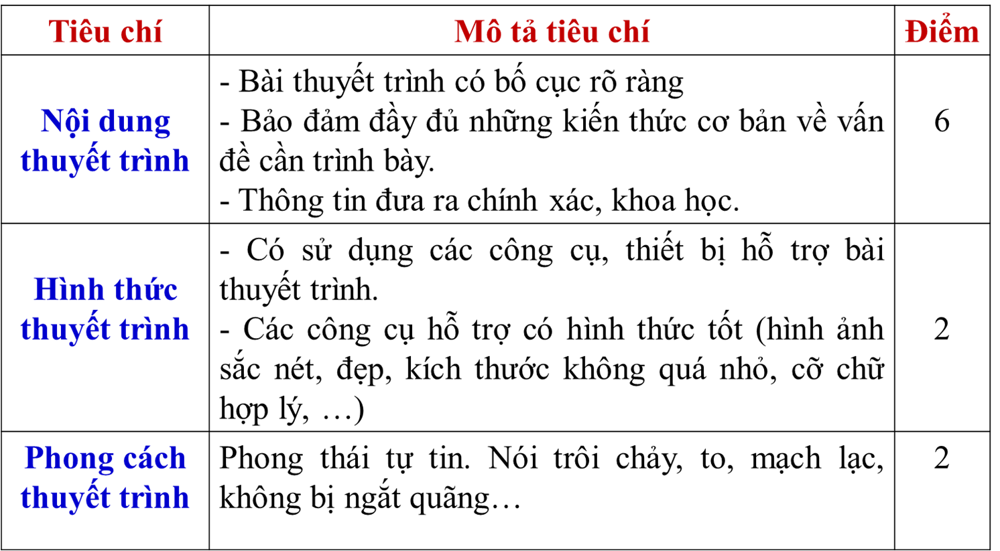 Tiêu chí
Mô tả tiêu chí
Điểm
Nội dung
thuyết trình
- Bài thuyết trình có bố cục rõ ràng
- Bảo đảm đầy đủ những kiến thức cơ bản về vấn
đề cần trình bày.
- Thông tin đưa ra chính xác, khoa học.
6
Hình thức
thuyết trình
- Có sử dụng các công cụ, thiết bị hỗ trợ bài
thuyết trình.
- Các công cụ hỗ trợ có hình thức tốt (hình ảnh
sắc nét, đẹp, kích thước không quá nhỏ, cỡ chữ
hợp lý, …)
2
Phong cách
thuyết trình
Phong thái tự tin. Nói trôi chảy, to, mạch lạc,
không bị ngắt quãng…
2